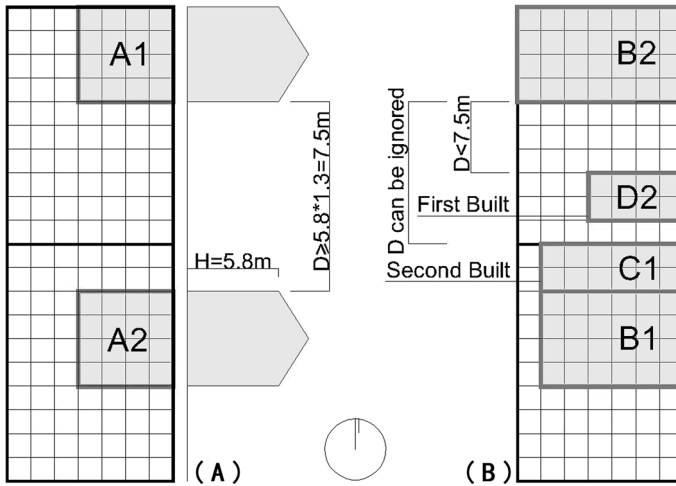 A1
A2
H=5.8m
D≥5.8*1.3=7.5m
(A)
D can be ignored
D<7.5m
First Built
Second Built
B2
D2
C1
B1
(B)